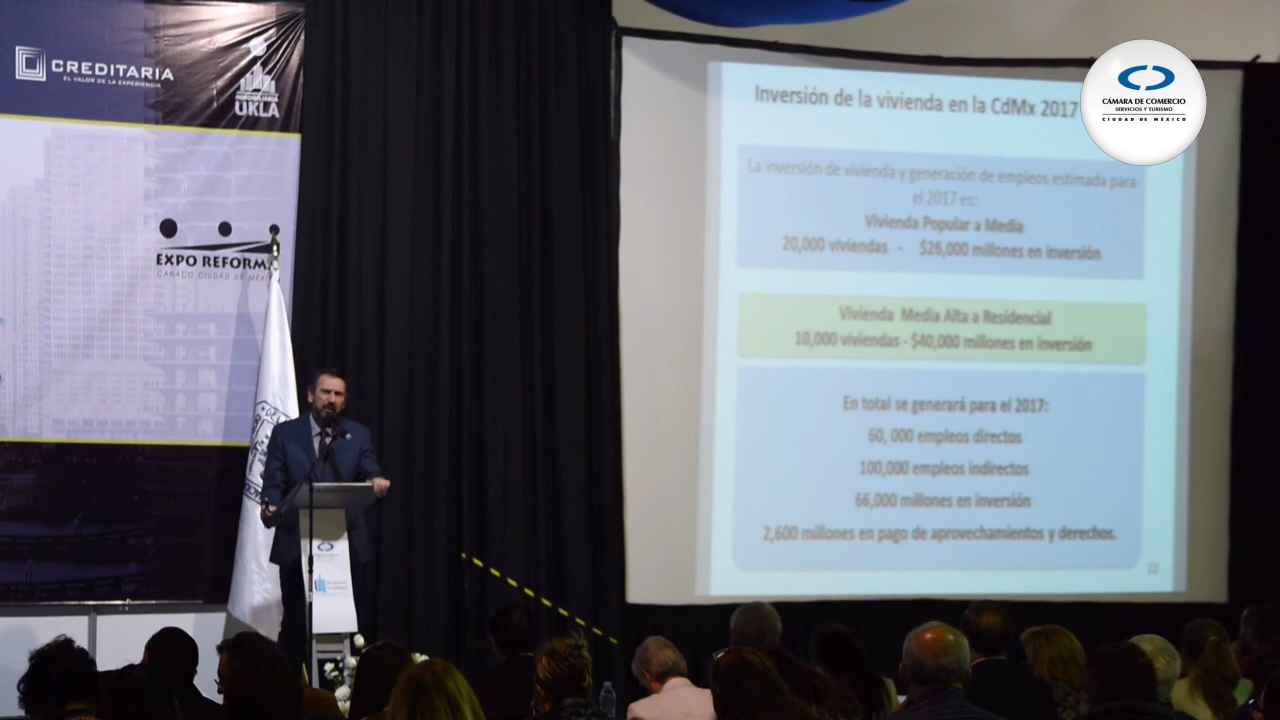 CREDITARIA
EL VALOR DE LA EXPERIENCIA
INMOBILIARIA
UKLA
EXPO REFORMA
CANACO CIUDAD DE MÉXI
Inversión de la vivienda en la CdMx 2017
La inversión de vivienda y generación de empleos estimada para
el 2017 es:
Vivienda Popular a Media
20,000 viviendas - $26,000 millones en inversión
Vivienda Media Alta a Residencial
10,000 viviendas - $40,000 millones en inversión
En total se generará para el 2017:
60, 000 empleos directos
100,000 empleos indirectos
66,000 millones en inversión
2,600 millones en pago de aprovechamientos y derechos.
22
CÁMARA DE COMERCIO
SERVICIOS Y TURISMO
CIUDAD DE MÉXICO